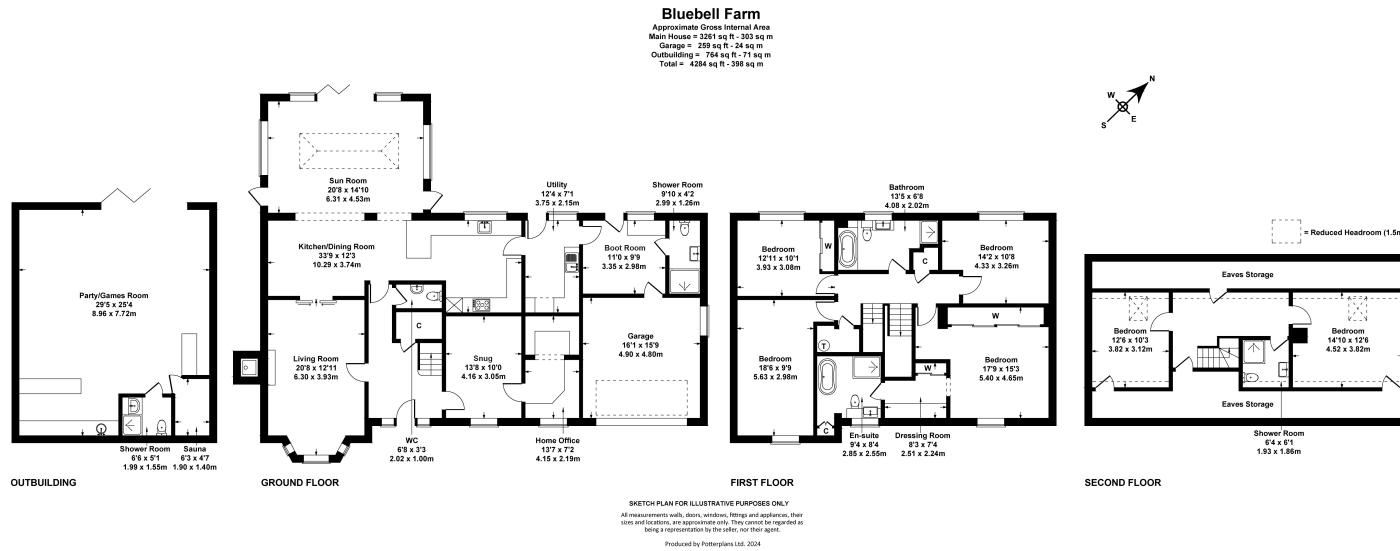 Bluebell Farm
Approximate Gross Internal Area
Main House = 3261 sq ft - 303 sq m
Garage = 259 sq ft - 24 sq m
Outbuilding = 764 sq ft - 71 sq m
Total = 4284 sq ft - 398 sq m
N
W
E
S
Sun Room
20'8 x 14'10
6.31 x 4.53m
Utility
12'4 x 7'1
3.75 x 2.15m
Shower Room
9'10 x 4'2
2.99 x 1.26m
Bathroom
13'5 x 6'8
4.08 x 2.02m
= Reduced Headroom (1.5m
Kitchen/Dining Room
33'9 x 12'3
10.29 x 3.74m
Boot Room
11'0 x 9'9
3.35 x 2.98m
Bedroom
12'11 x 10'1
3.93 x 3.08m
W
C
Bedroom
14'2 x 10'8
4.33 x 3.26m
Eaves Storage
Party/Games Room
29'5 x 25'4
8.96 x 7.72m
C
Garage
16'1 x 15'9
4.90 x 4.80m
W
T
Bedroom
12'6 x 10'3
3.82 x 3.12m
Bedroom
14'10 x 12'6
4.52 x 3.82m
Living Room
20'8 x 12'11
6.30 x 3.93m
Snug
13'8 x 10'0
4.16 x 3.05m
Bedroom
18'6 x 9'9
5.63 x 2.98m
W
Bedroom
17'9 x 15'3
5.40 x 4.65m
Eaves Storage
C
Shower Room
6'6 x 5'1
1.99 x 1.55m
Sauna
6'3 x 4'7
1.90 x 1.40m
WC
6'8 x 3'3
2.02 x 1.00m
Home Office
13'7 x 7'2
4.15 x 2.19m
En-suite
9'4 x 8'4
2.85 x 2.55m
Dressing Room
8'3 x 7'4
2.51 x 2.24m
Shower Room
6'4 x 6'1
1.93 x 1.86m
OUTBUILDING
GROUND FLOOR
FIRST FLOOR
SECOND FLOOR
SKETCH PLAN FOR ILLUSTRATIVE PURPOSES ONLY
All measurements walls, doors, windows, fittings and appliances, their
sizes and locations, are approximate only. They cannot be regarded as
being a representation by the seller, nor their agent.
Produced by Potterplans Ltd. 2024